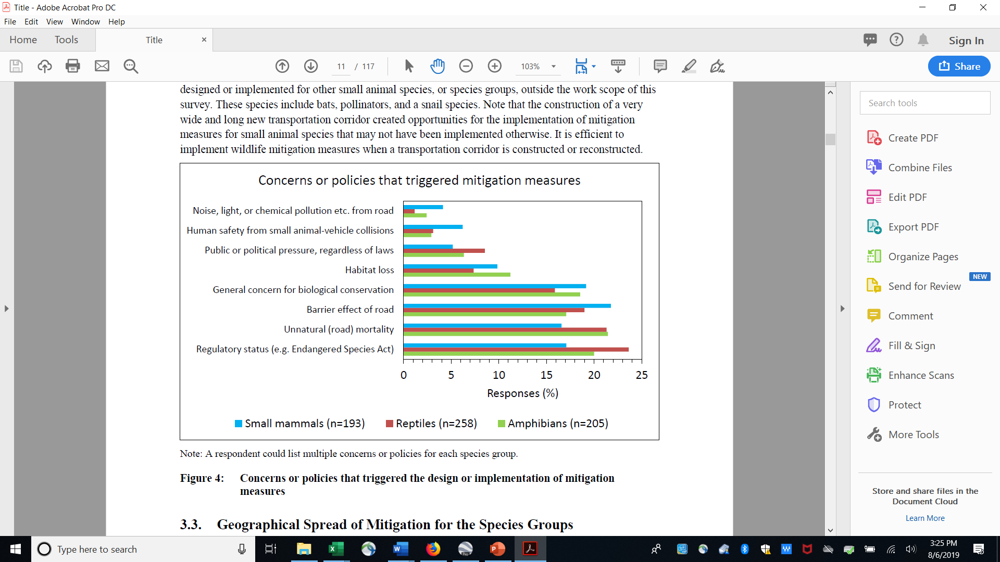 Title - Adobe Acrobat Pro DC
File Edit View Window Help
Home Tools Title Sign In
11 / 117 103% Share
designed or implemented for other small animal species, or species groups, outside the work scope of this
survey. These species include bats, pollinators, and a snail species. Note that the construction of a very
wide and long new transportation corridor created opportunities for the implementation of mitigation
measures for small animal species that may not have been implemented otherwise. It is efficient to
implement wildlife mitigation measures when a transportation corridor is constructed or reconstructed.
Concerns or policies that triggered mitigation measures
Noise, light, or chemical pollution etc. from road
Human safety from small animal-vehicle collisions
Public or political pressure, regardless of laws
Habitat loss
General concern for biological conservation
Barrier effect of road
Unnatural (road) mortality
Regulatory status (e.g. Endangered Species Act)
0 5 10 15 20 25
Responses (%)
Small mammals (n=193) Reptiles (n=258) Amphibians (n=205)
Note: A respondent could list multiple concerns or policies for each species group.
Figure 4: Concerns or policies that triggered the design or implementation of mitigation
measures
3.3. Geographical Spread of Mitigation for the Species Groups
Search tools
Create PDF
Combine Files
Edit PDF
Export PDF
Organize Pages
NEW
Send for Review
Comment
Fill & Sign
Enhance Scans
Protect
More Tools
Store and share files in the
Document Cloud
Learn More
Type here to search
3:25 PM
8/6/2019